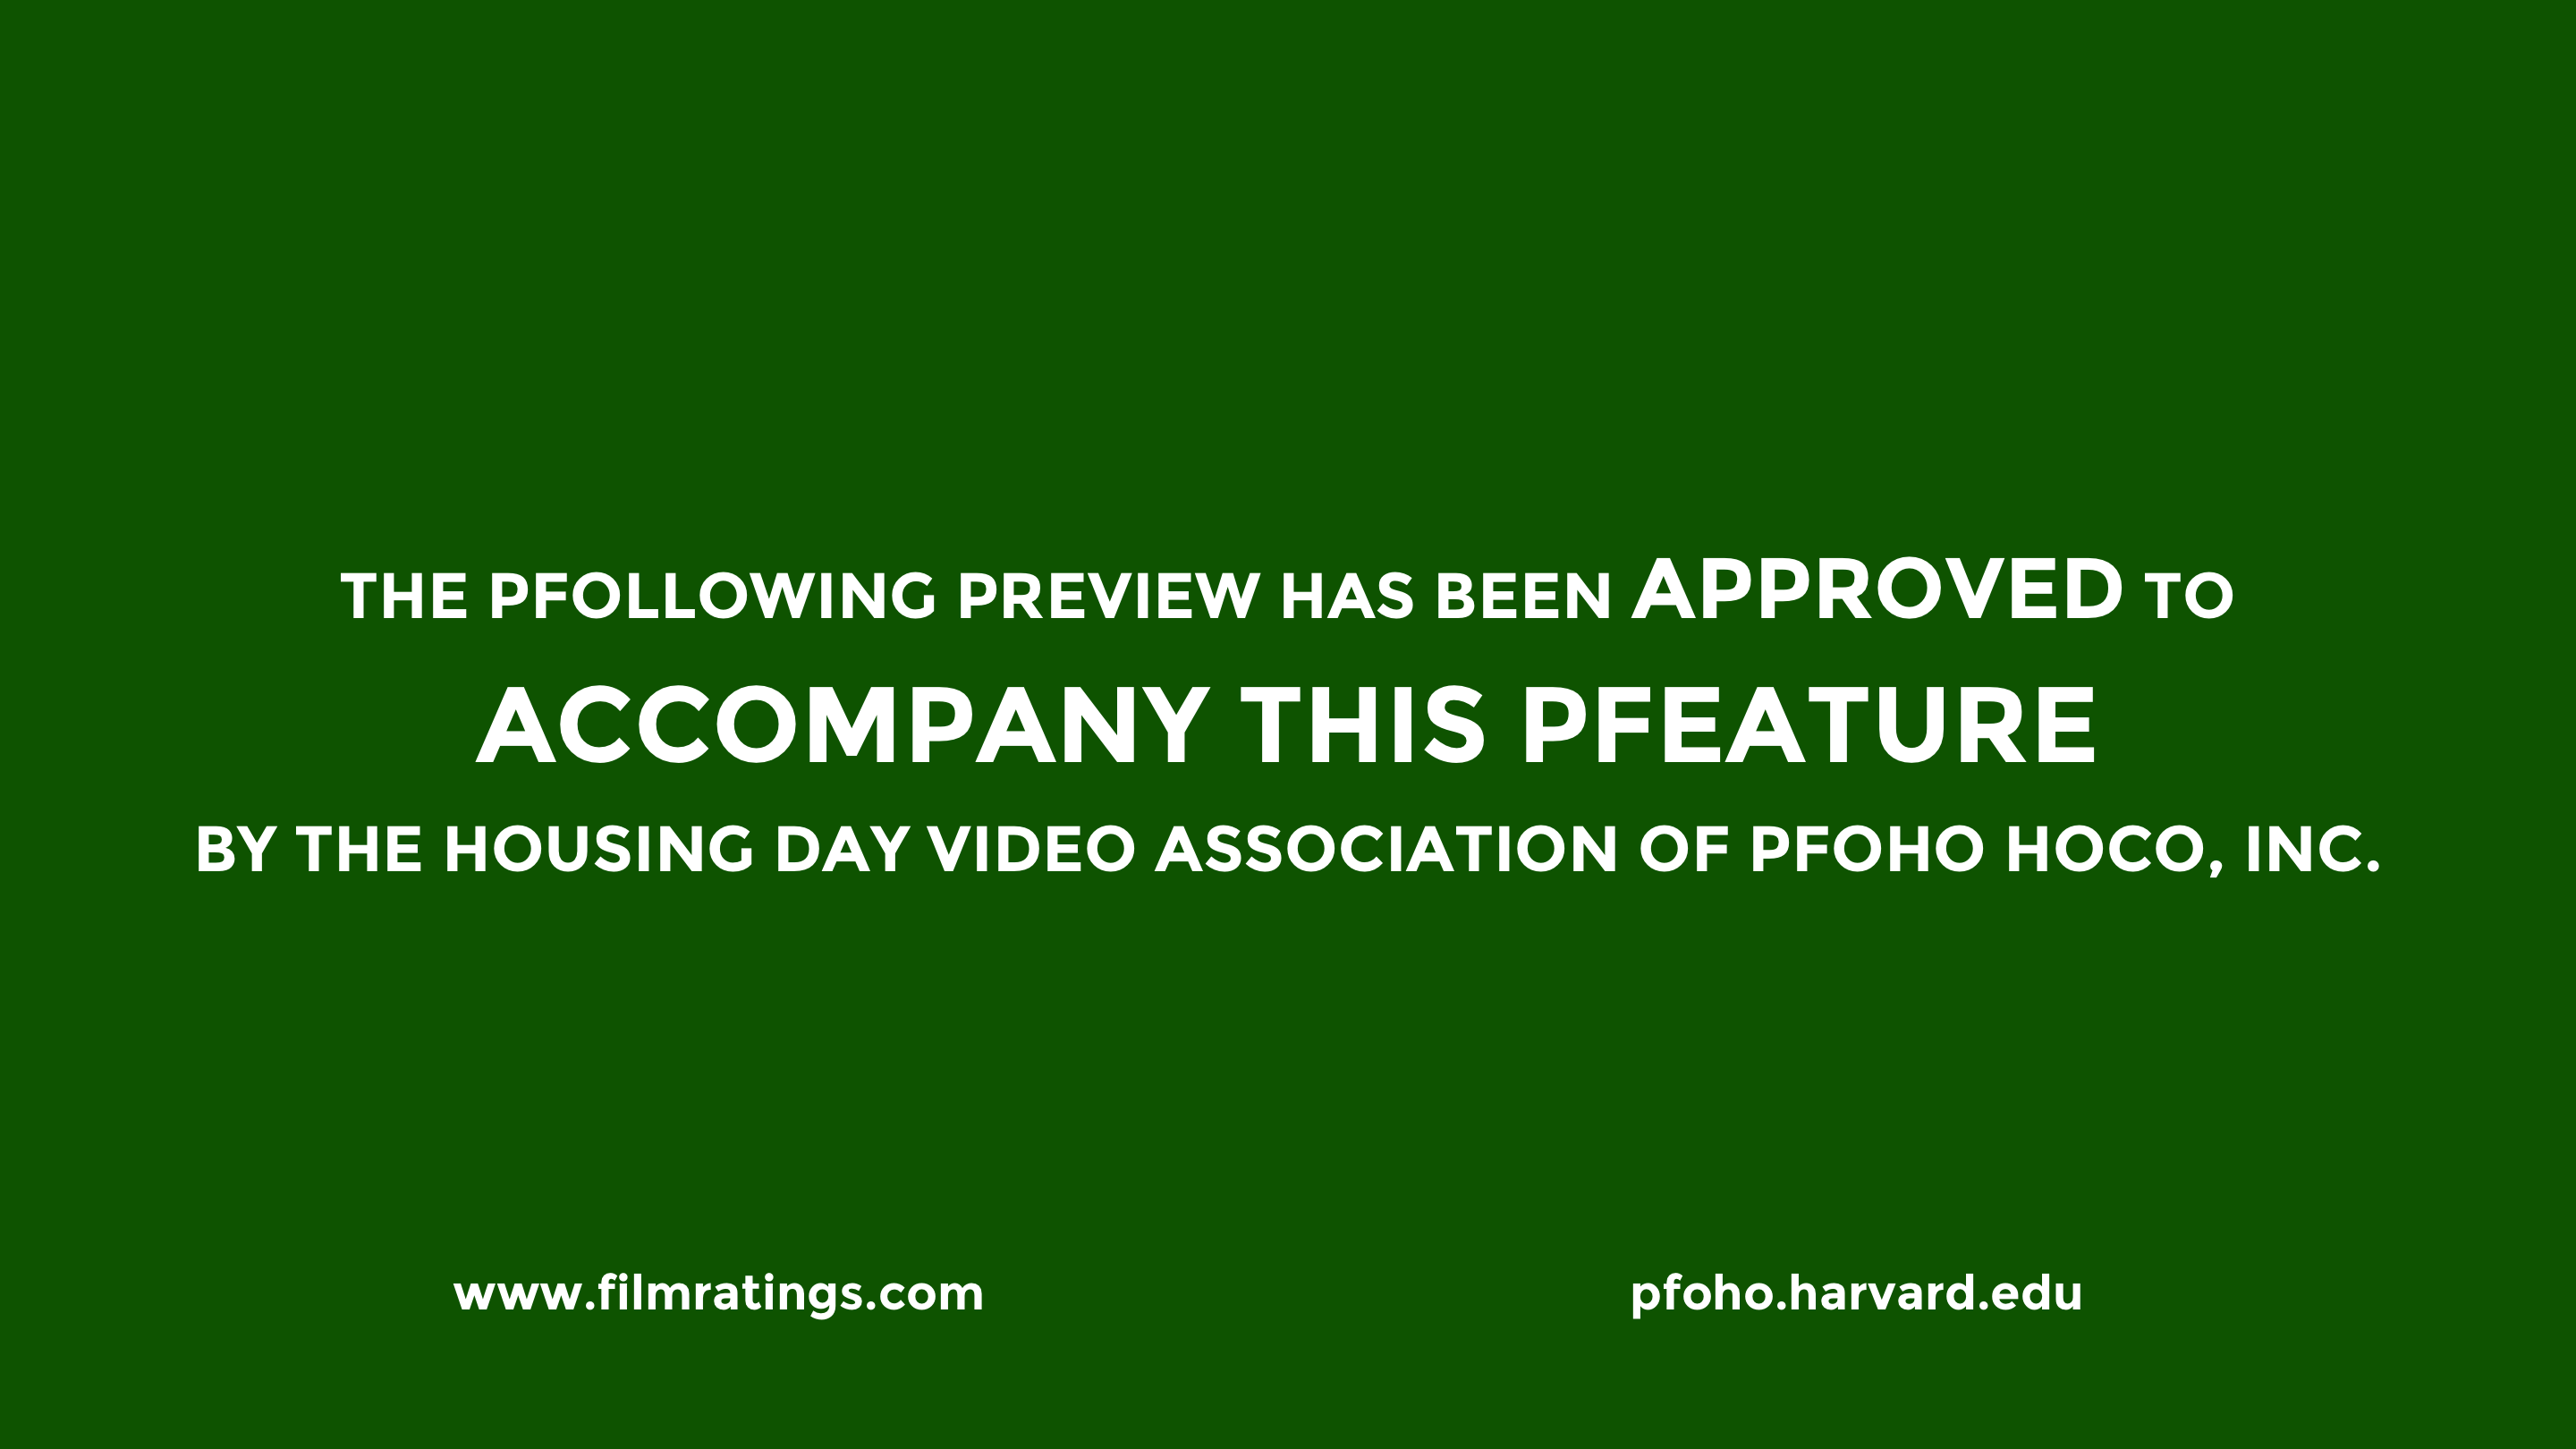 THE PFOLLOWING PREVIEW HAS BEEN APPROVED TO
ACCOMPANY THIS PFEATURE
BY THE HOUSING DAY VIDEO ASSOCIATION OF PFOHO HOCO, INC.
www.filmratings.com
pfoho.harvard.edu